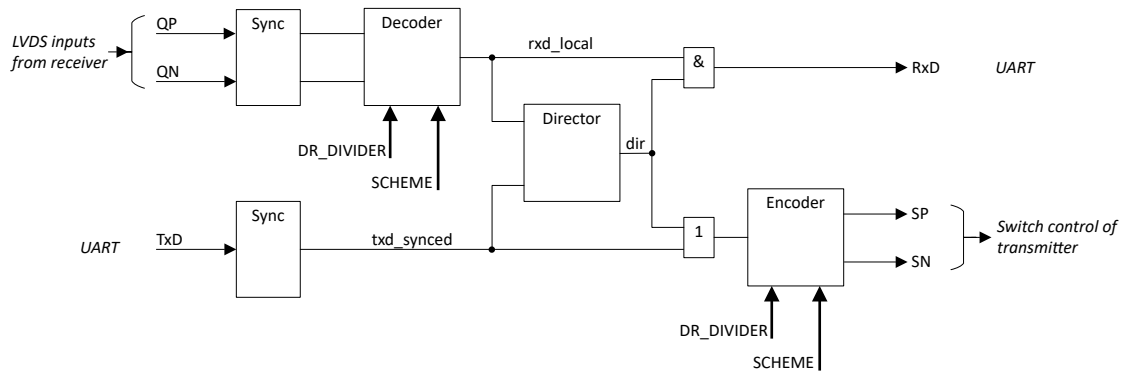 LVDS inputs
from receiver
QP
QN
Sync
Decoder
rxd_local
&
RxD
UART
Director
dir
DR_DIVIDER
SCHEME
UART
TxD
Sync
txd_synced
1
Encoder
SP
SN
Switch control of
transmitter
DR_DIVIDER
SCHEME